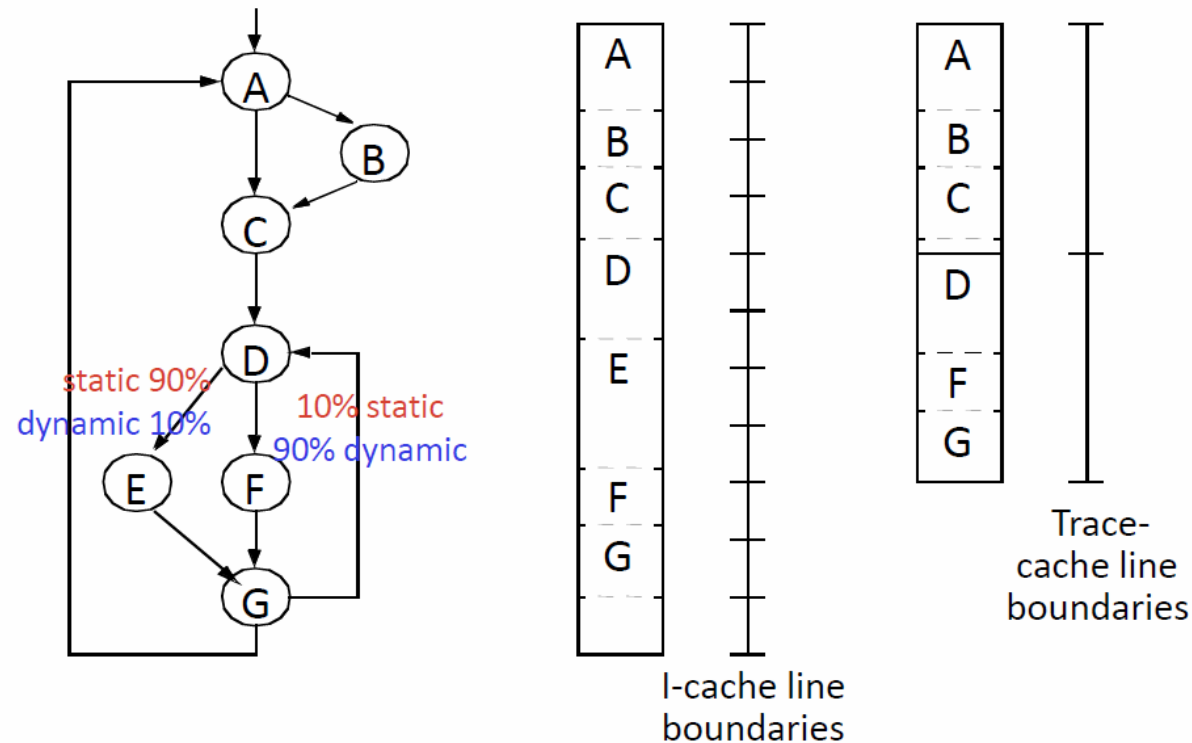 A
B
C
D
static 90%
dynamic 10%
10% static
90% dynamic
E
F
G
A
B
C
D
E
F
G
I-cache line
boundaries
A
B
C
D
F
G
Trace-
cache line
boundaries